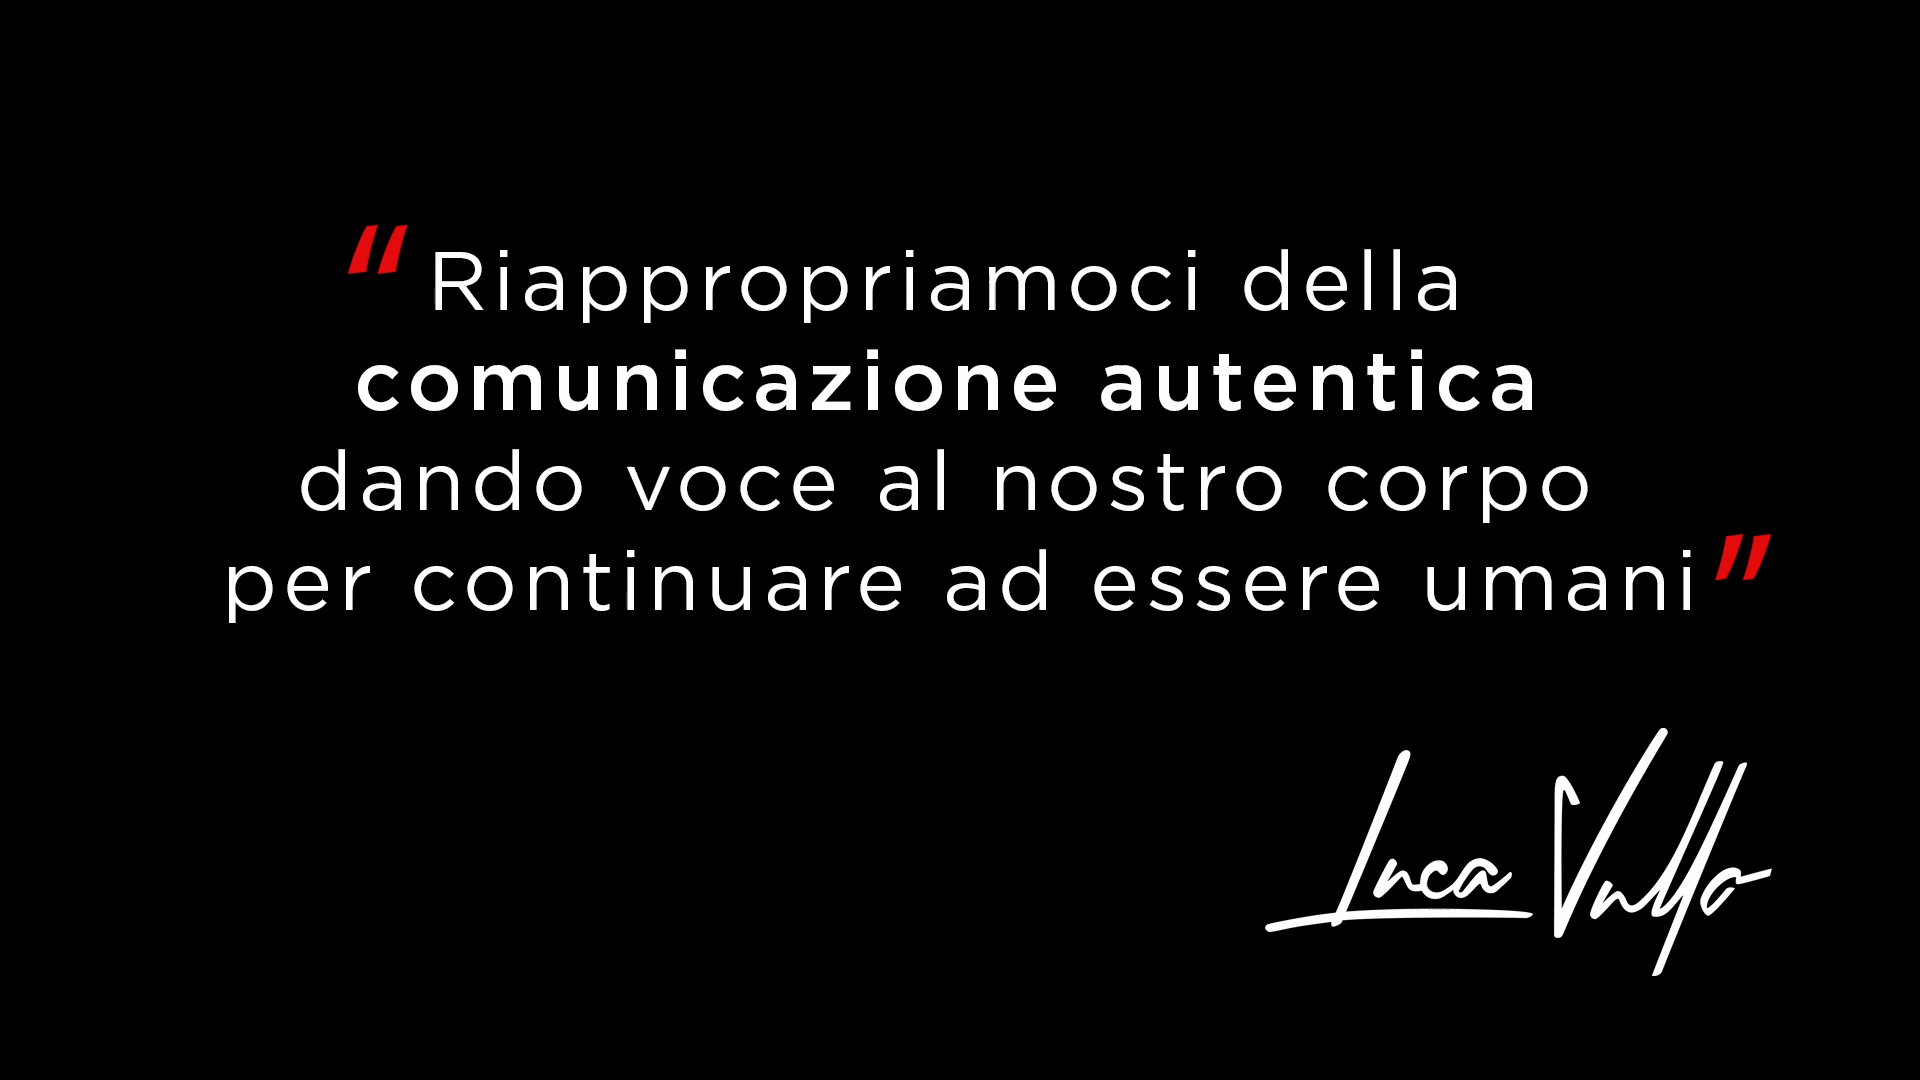 “Riappropriamoci della
comunicazione autentica
dando voce al nostro corpo
per continuare ad essere umani”
Luca Vullo